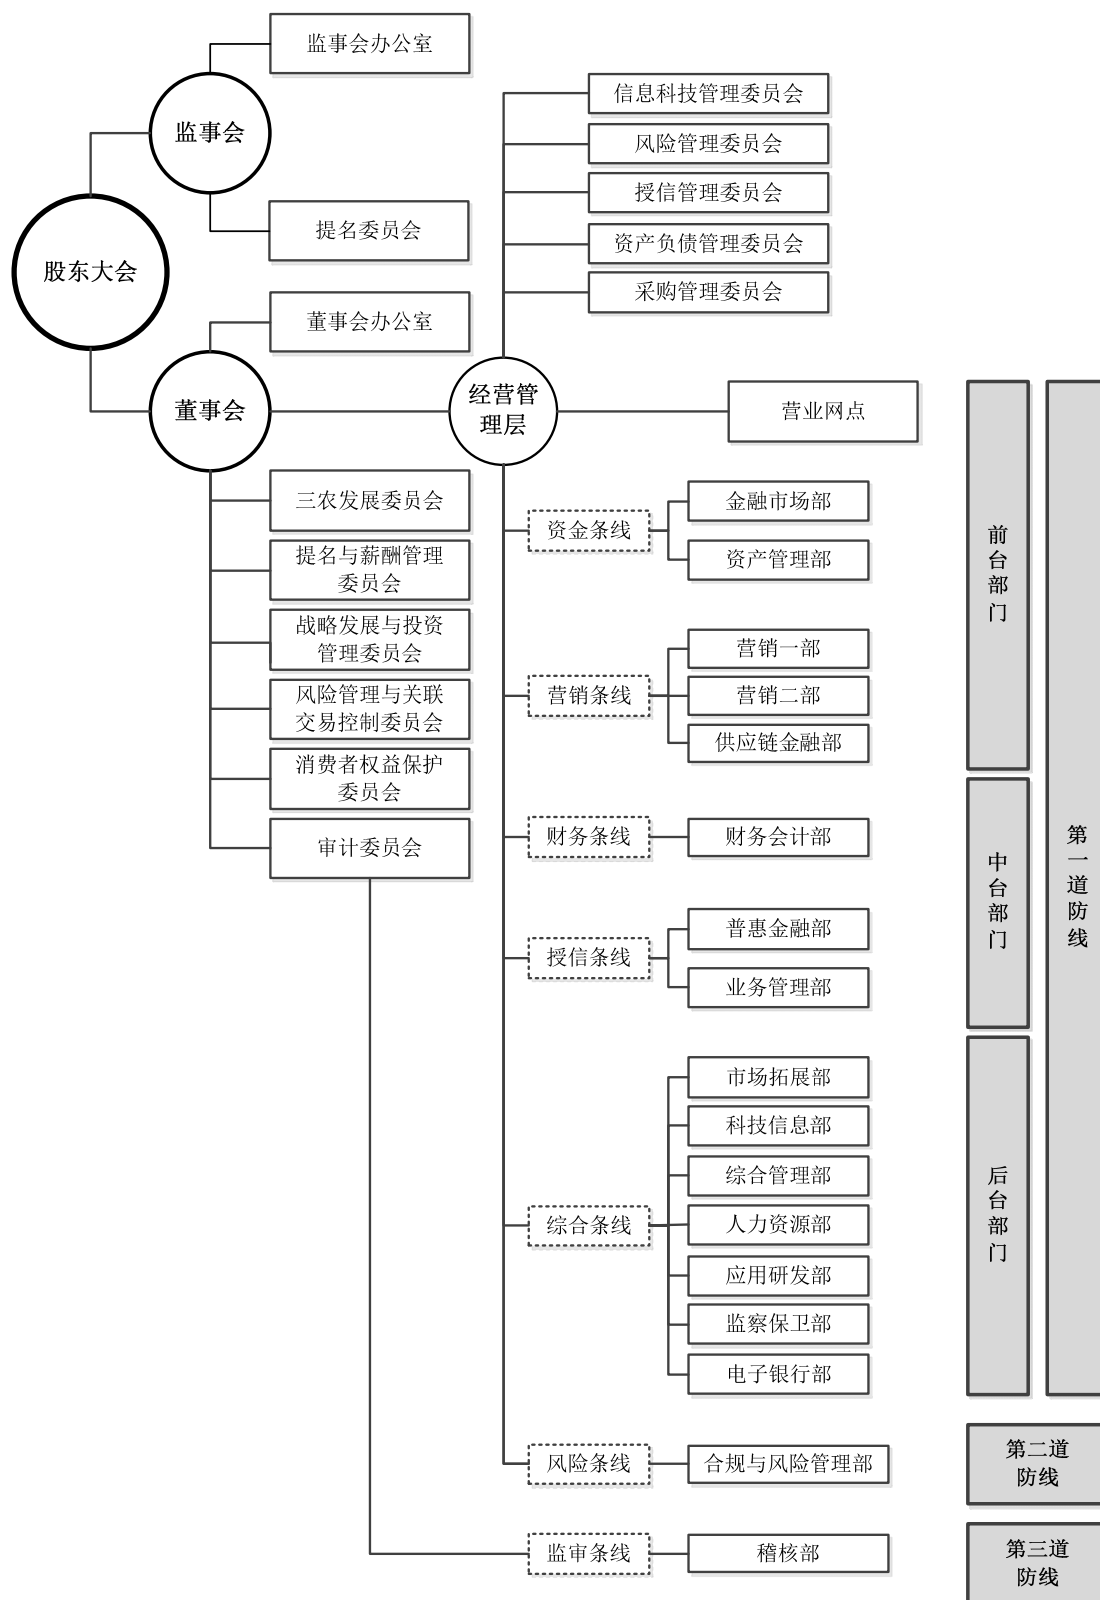 监事会办公室
监事会
提名委员会
股东大会
董事会办公室
董事会
三农发展委员会
提名与薪酬管理
委员会
战略发展与投资
管理委员会
风险管理与关联
交易控制委员会
消费者权益保护
委员会
审计委员会
信息科技管理委员会
风险管理委员会
授信管理委员会
资产负债管理委员会
采购管理委员会
经营管
理层
营业网点
资金条线
金融市场部
资产管理部
营销条线
营销一部
营销二部
供应链金融部
财务条线
财务会计部
授信条线
普惠金融部
业务管理部
综合条线
市场拓展部
科技信息部
综合管理部
人力资源部
应用研发部
监察保卫部
电子银行部
风险条线
合规与风险管理部
监审条线
稽核部
前台部门
中台部门
后台部门
第一道防线
第二道
防线
第三道
防线